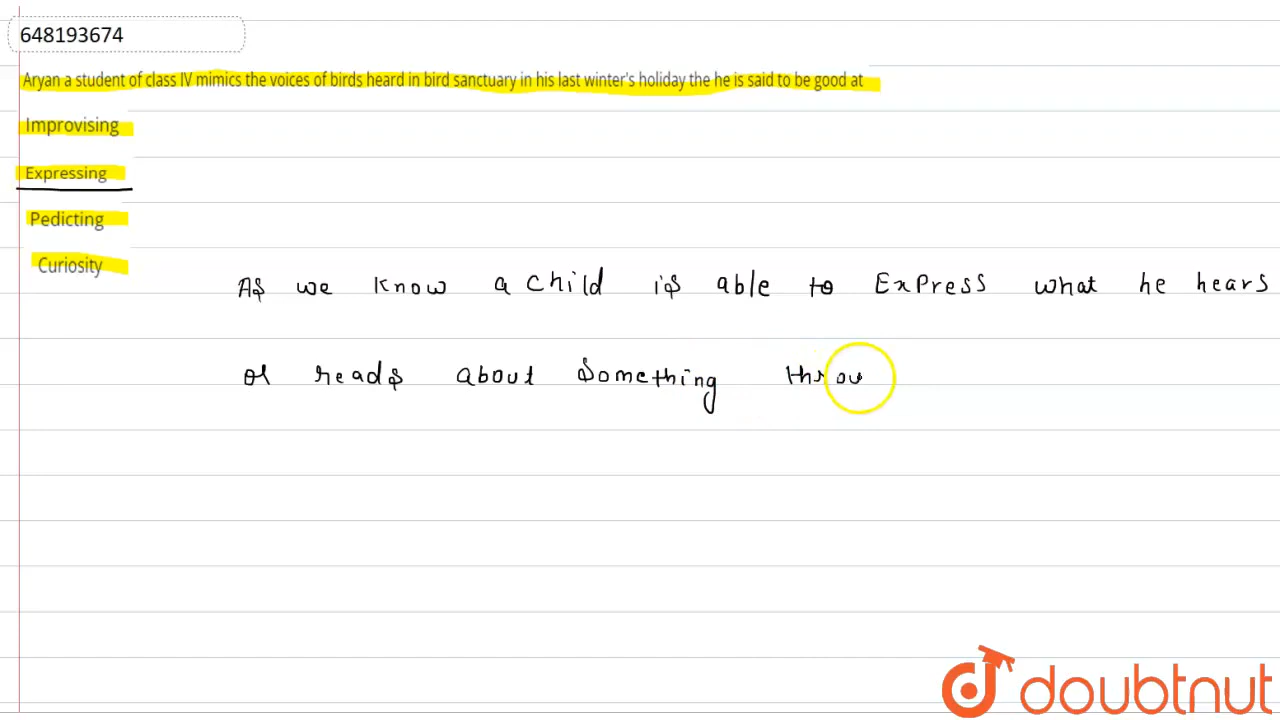 648193674
Aryan a student of class IV mimics the voices of birds heard in bird sanctuary in his last winter's holiday the he is said to be good at
Improvising
Expressing
Pedicting
Curiosity
As we know a child is able to Express what he hears
or reads about something throu
doubtnut